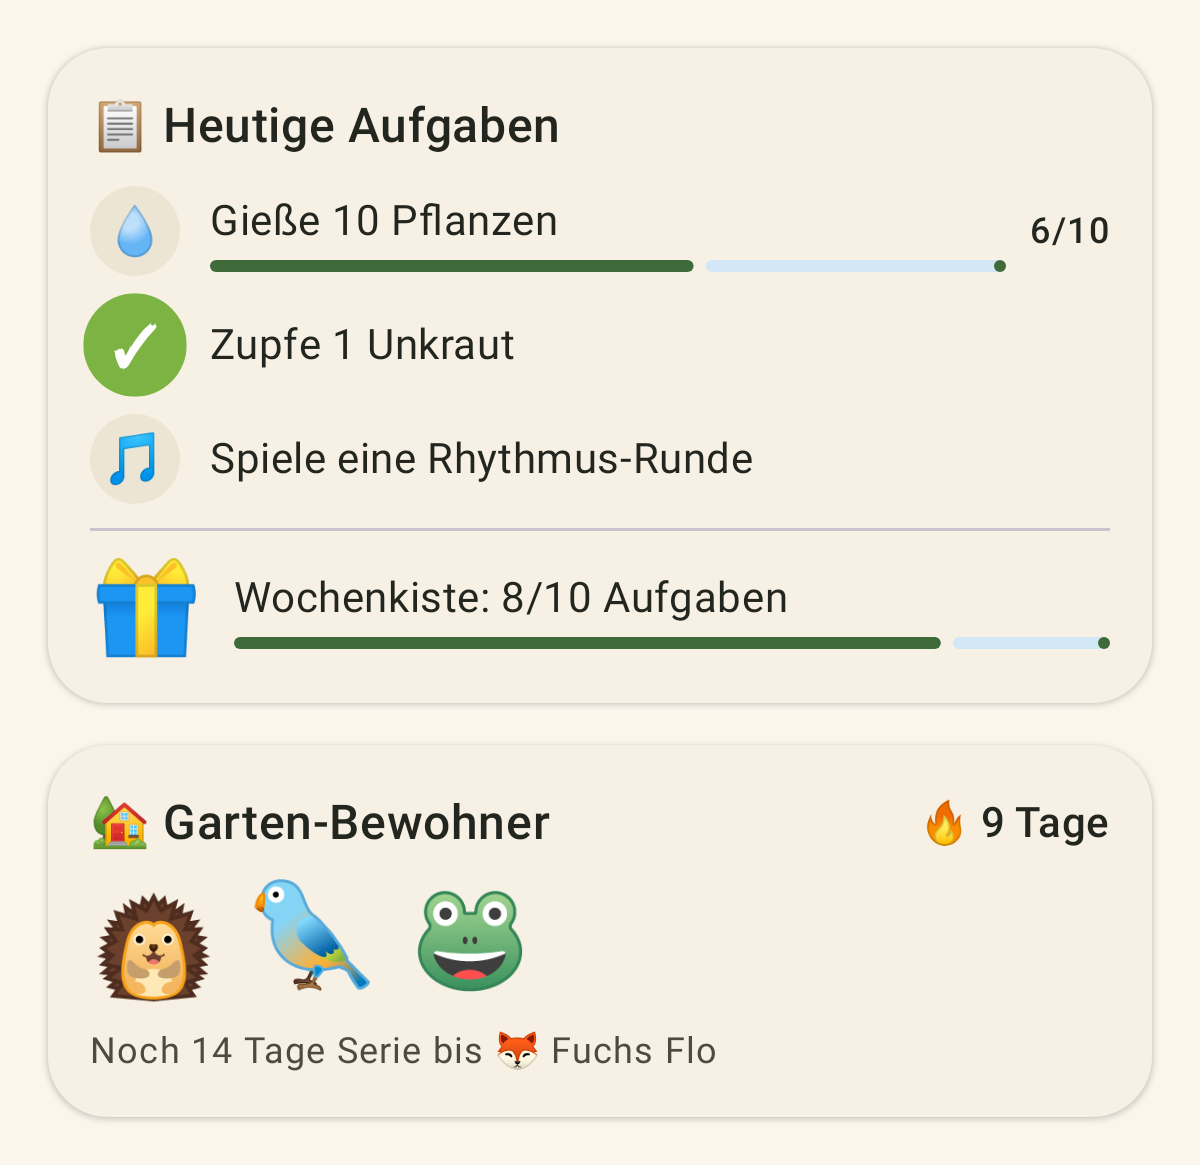 Heutige Aufgaben
Gieße 10 Pflanzen
6/10
Zupfe 1 Unkraut
Spiele eine Rhythmus-Runde
Wochenkiste: 8/10 Aufgaben
Garten-Bewohner
9 Tage
Noch 14 Tage Serie bis 🦊 Fuchs Flo